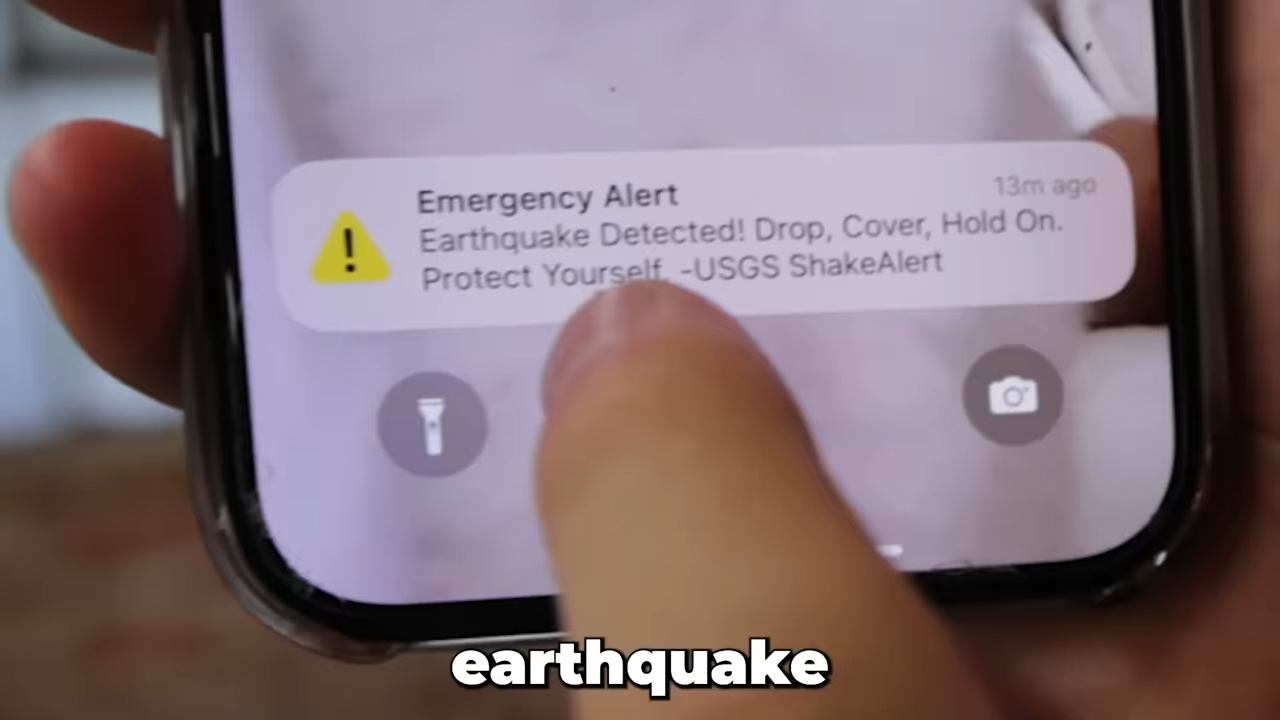 Emergency Alert
13m ago
Earthquake Detected! Drop, Cover, Hold On.
Protect Yourself. -USGS ShakeAlert
earthquake